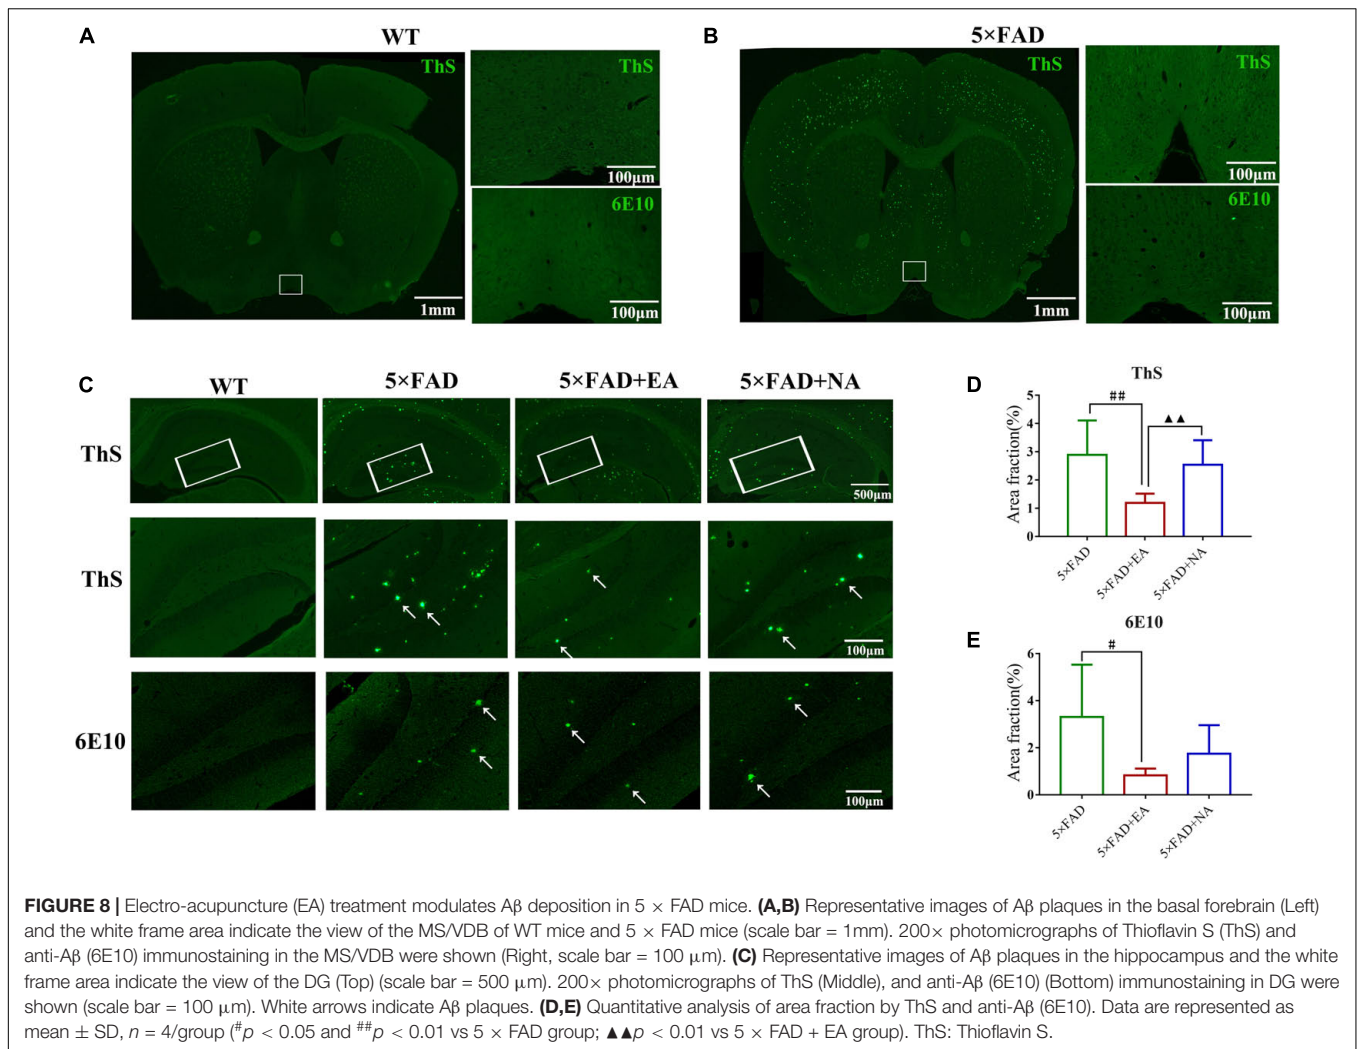 A
WT
ThS
1mm
ThS
100μm
6E10
100μm
B
5×FAD
ThS
1mm
ThS
100μm
6E10
100μm
C
WT
5×FAD
5×FAD+EA
5×FAD+NA
ThS
500μm
ThS
100μm
6E10
100μm
D
ThS
Area fraction(%)
5
4
3
2
1
0
##
▲▲
5×FAD
5×FAD+EA
5×FAD+NA
E
6E10
Area fraction(%)
6
4
2
0
#
5×FAD
5×FAD+EA
5×FAD+NA
FIGURE 8 | Electro-acupuncture (EA) treatment modulates Aβ deposition in 5 × FAD mice. (A,B) Representative images of Aβ plaques in the basal forebrain (Left)
and the white frame area indicate the view of the MS/VDB of WT mice and 5 × FAD mice (scale bar = 1mm). 200× photomicrographs of Thioflavin S (ThS) and
anti-Aβ (6E10) immunostaining in the MS/VDB were shown (Right, scale bar = 100 μm). (C) Representative images of Aβ plaques in the hippocampus and the white
frame area indicate the view of the DG (Top) (scale bar = 500 μm). 200× photomicrographs of ThS (Middle), and anti-Aβ (6E10) (Bottom) immunostaining in DG were
shown (scale bar = 100 μm). White arrows indicate Aβ plaques. (D,E) Quantitative analysis of area fraction by ThS and anti-Aβ (6E10). Data are represented as
mean ± SD, n = 4/group (#p < 0.05 and ##p < 0.01 vs 5 × FAD group; ▲▲p < 0.01 vs 5 × FAD + EA group). ThS: Thioflavin S.